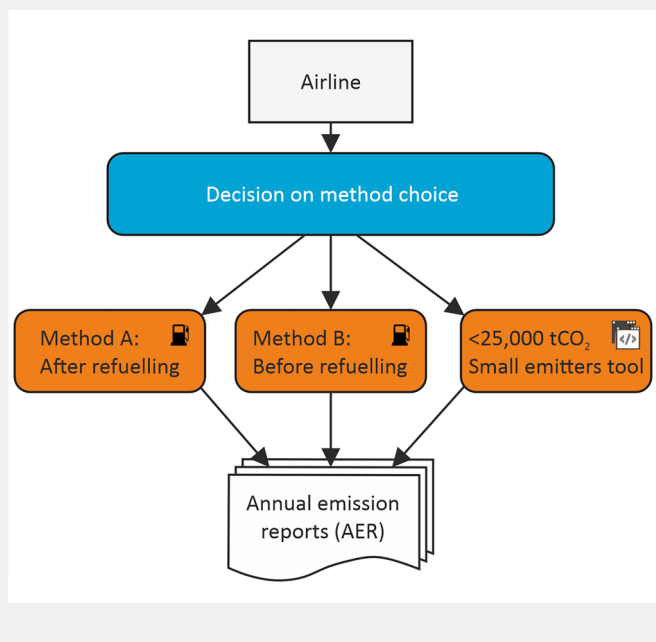 Airline
Decision on method choice
Method A:
After refuelling
Method B:
Before refuelling
<25,000 tCO₂
Small emitters tool
</>
Annual emission
reports (AER)